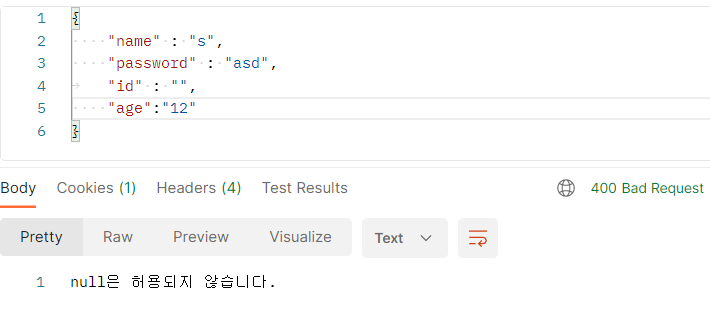 1 {
2 "name" : "s",
3 "password" : "asd",
4 "id" : "",
5 "age":"12"
6 }
Body Cookies (1) Headers (4) Test Results 400 Bad Request
Pretty Raw Preview Visualize Text
1 null은 허용되지 않습니다.